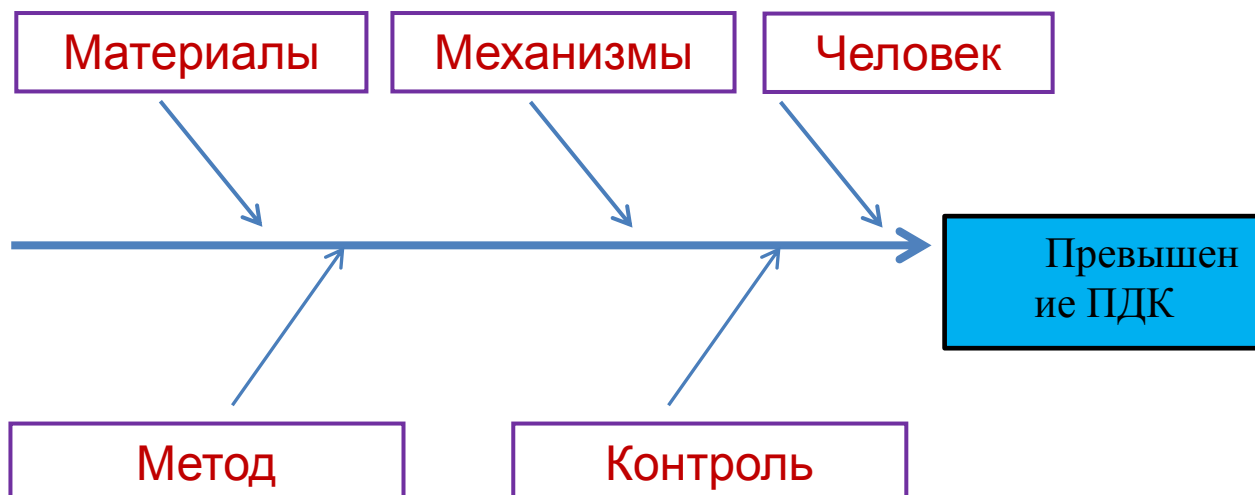 Материалы
Механизмы
Человек
Превышен
ие ПДК
Метод
Контроль